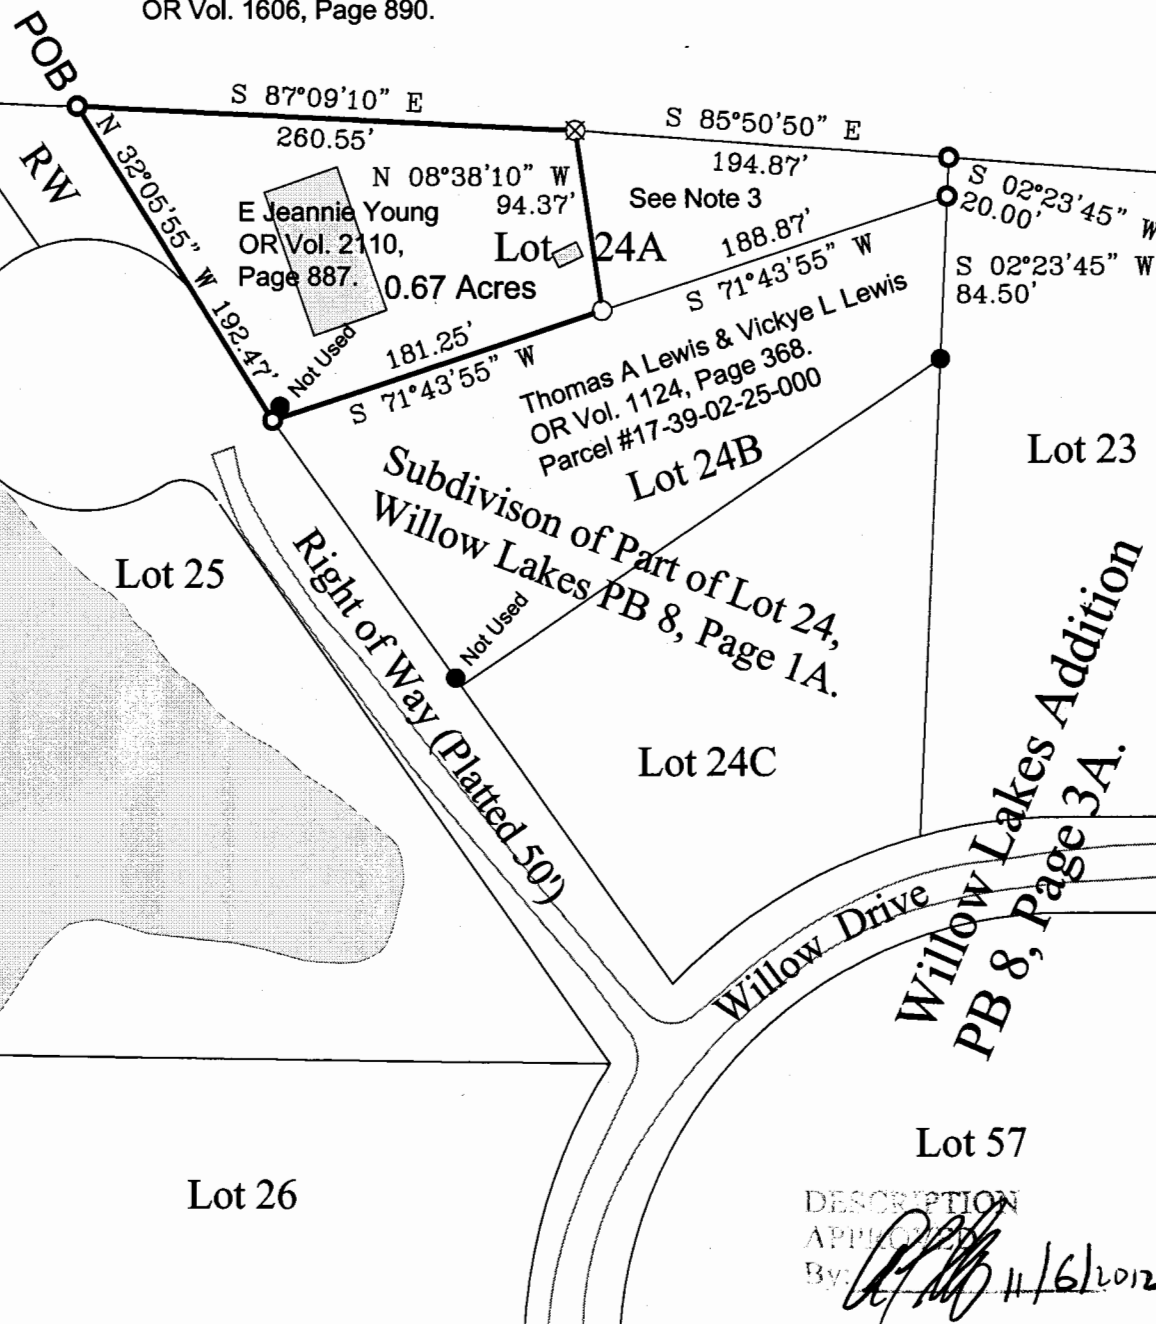 OR Vol. 1606, Page 890.
POB
S 87°09'10" E
260.55'
S 85°50'50" E
194.87'
RW
N 32°05'55" W 192.47'
N 08°38'10" W
94.37'
See Note 3
S 02°23'45" W
20.00'
E Jeannie Young
OR Vol. 2110,
Page 887.
Lot 24A
0.67 Acres
188.87'
S 71°43'55" W
S 02°23'45" W
84.50'
Not Used
181.25'
S 71°43'55" W
Thomas A Lewis & Vickye L Lewis
OR Vol. 1124, Page 368.
Parcel #17-39-02-25-000
Lot 24B
Lot 23
Subdivison of Part of Lot 24,
Willow Lakes PB 8, Page 1A.
Lot 25
Right of Way (Platted 50')
Not Used
Lot 24C
Willow Lakes Addition
PB 8, Page 3A.
Willow Drive
Lot 57
Lot 26
DESCRIPTION
APPROVED
By: 11/6/2012